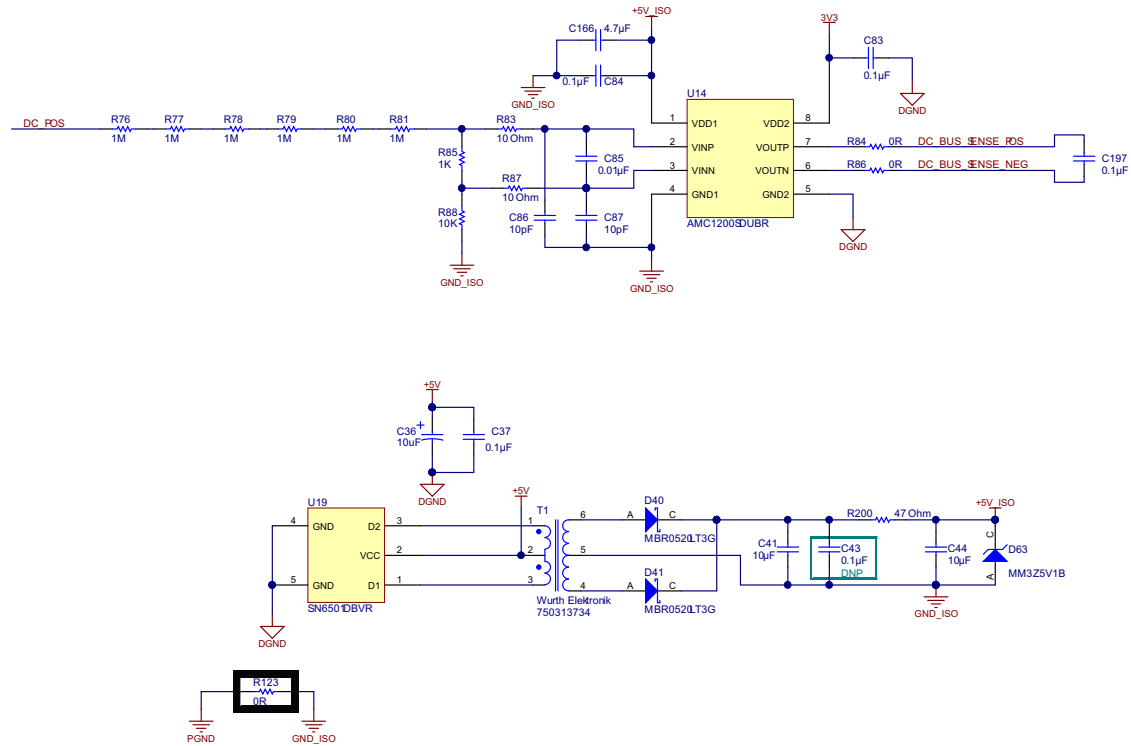 +5V_ISO
3V3
C166 4.7µF
C83
0.1µF
0.1µF C84
GND_ISO
DGND
U14
DC_POS
R76 R77 R78 R79 R80 R81 R83
1M 1M 1M 1M 1M 1M 10 Ohm
1 VDD1 VDD2 8
2 VINP VOUTP 7
3 VINN VOUTN 6
4 GND1 GND2 5
R84 0R DC_BUS_SENSE_POS
R86 0R DC_BUS_SENSE_NEG
C197
0.1µF
R85
1K
C85
0.01µF
R87
10 Ohm
R88
10K
C86
10pF
C87
10pF
AMC1200SDUBR
DGND
GND_ISO
GND_ISO
+5V
C36 +
10uF
C37
0.1µF
DGND
+5V
U19
4 GND D2 3
VCC 2
5 GND D1 1
SN6501DBVR
DGND
T1
1 6
2 5
3 4
Wurth Elektronik
750313734
D40
A C
MBR0520LT3G
D41
A C
MBR0520LT3G
C41
10µF
C43
0.1µF
DNP
R200 47 Ohm
C44
10µF
+5V_ISO
C
D63
A
MM3Z5V1B
GND_ISO
R123
0R
PGND GND_ISO